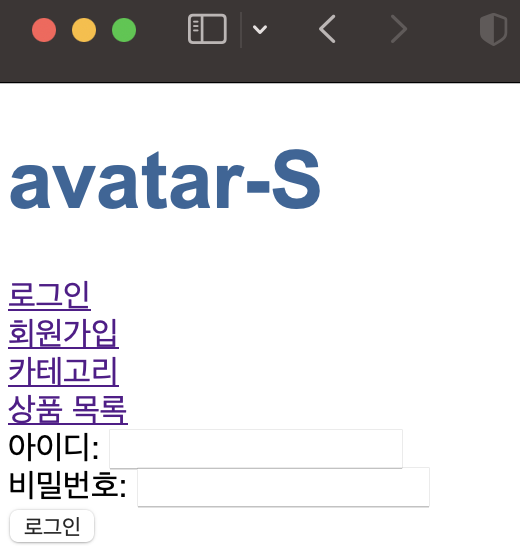 avatar-S
로그인
회원가입
카테고리
상품 목록
아이디:
비밀번호:
로그인